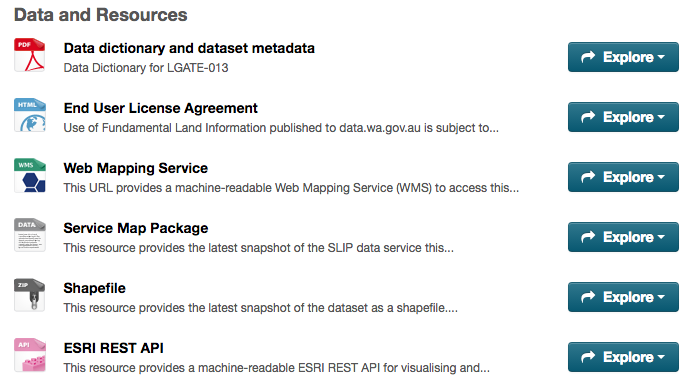 Data and Resources
PDF
Data dictionary and dataset metadata
Data Dictionary for LGATE-013
Explore
HTML
End User License Agreement
Use of Fundamental Land Information published to data.wa.gov.au is subject to...
Explore
WMS
Web Mapping Service
This URL provides a machine-readable Web Mapping Service (WMS) to access this...
Explore
DATA
Service Map Package
This resource provides the latest snapshot of the SLIP data service this...
Explore
ZIP
Shapefile
This resource provides the latest snapshot of the dataset as a shapefile....
Explore
API
ESRI REST API
This resource provides a machine-readable ESRI REST API for visualising and...
Explore